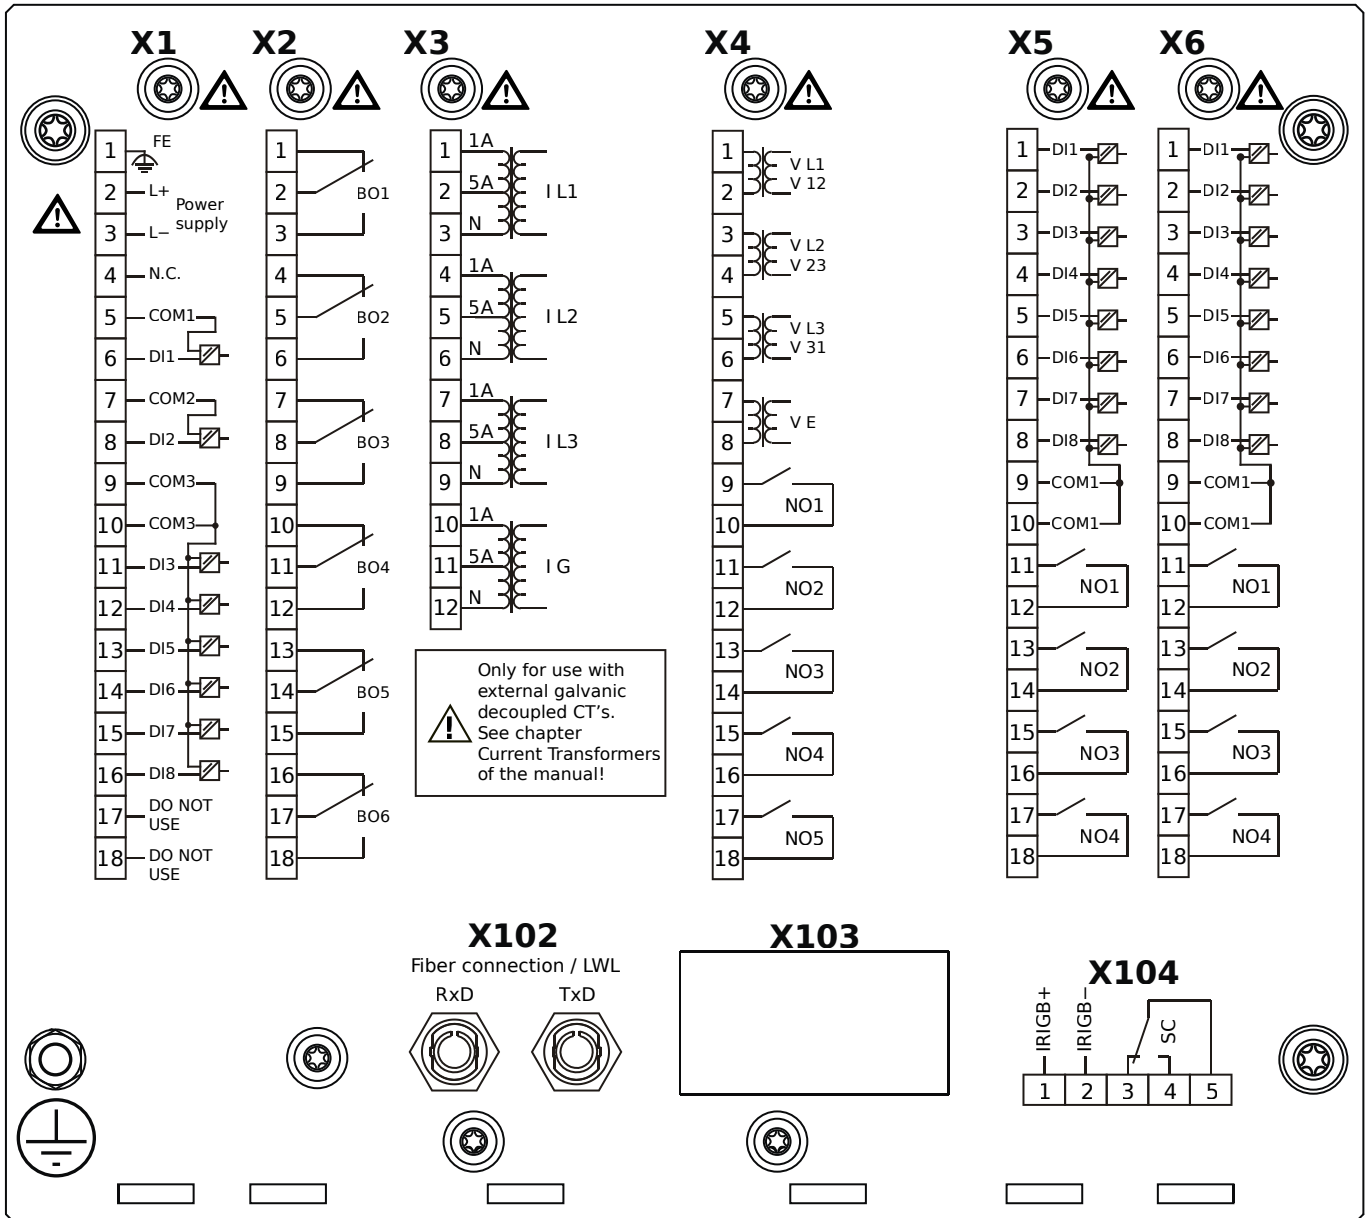 X1
X2
X3
X4
X5
X6
1 FE
2 L+
Power
supply
3 L−
4 N.C.
5 COM1
6 DI1
7 COM2
8 DI2
9 COM3
10 COM3
11 DI3
12 DI4
13 DI5
14 DI6
15 DI7
16 DI8
17 DO NOT
USE
18 DO NOT
USE
1
2 BO1
3
4
5 BO2
6
7
8 BO3
9
10
11 BO4
12
13
14 BO5
15
16
17 BO6
18
1 1A
2 5A I L1
3 N
4 1A
5 5A I L2
6 N
7 1A
8 5A I L3
9 N
10 1A
11 5A I G
12 N
Only for use with
external galvanic
decoupled CT's.
See chapter
Current Transformers
of the manual!
1 V L1
2 V 12
3 V L2
4 V 23
5 V L3
6 V 31
7
V E
8
9
NO1
10
11
NO2
12
13
NO3
14
15
NO4
16
17
NO5
18
1 DI1
2 DI2
3 DI3
4 DI4
5 DI5
6 DI6
7 DI7
8 DI8
9 COM1
10 COM1
11
NO1
12
13
NO2
14
15
NO3
16
17
NO4
18
1 DI1
2 DI2
3 DI3
4 DI4
5 DI5
6 DI6
7 DI7
8 DI8
9 COM1
10 COM1
11
NO1
12
13
NO2
14
15
NO3
16
17
NO4
18
X102
Fiber connection / LWL
RxD TxD
X103
X104
IRIGB+
IRIGB−
SC
1 2 3 4 5